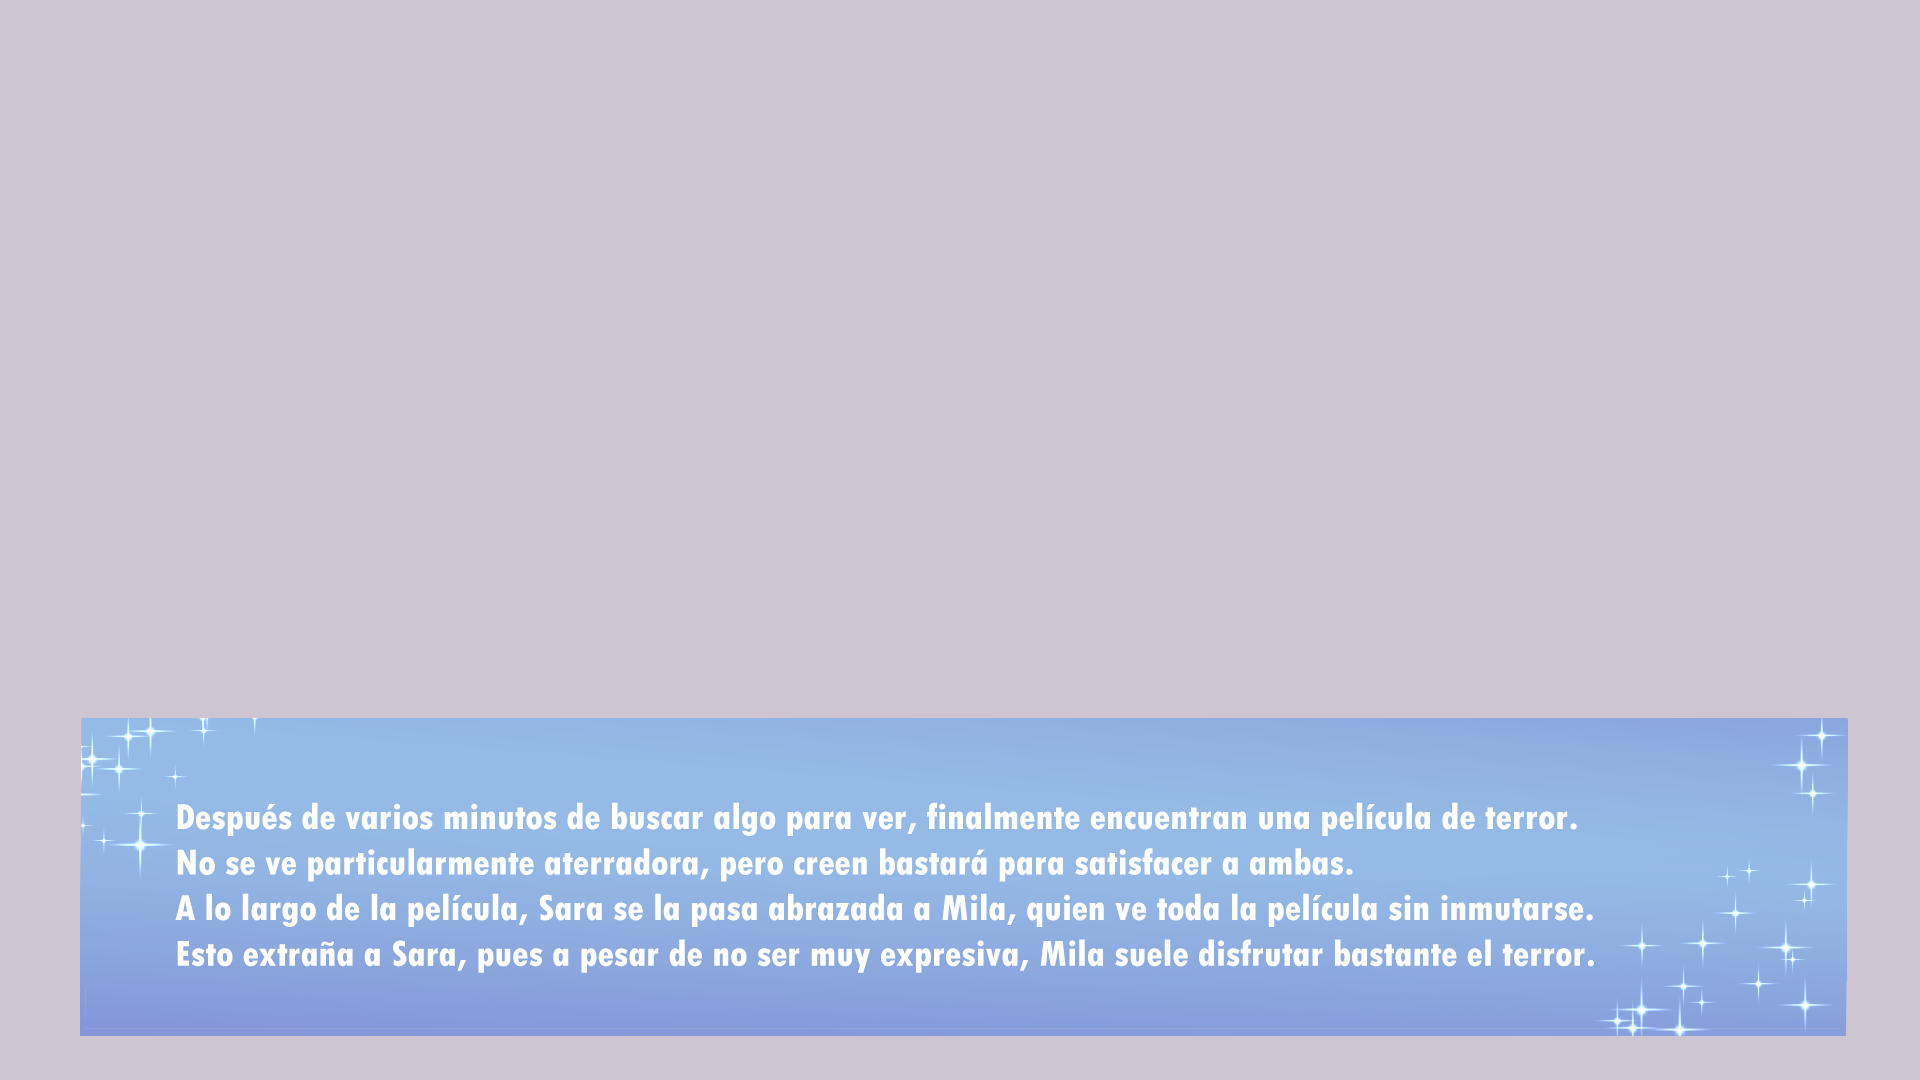 Después de varios minutos de buscar algo para ver, finalmente encuentran una película de terror.
No se ve particularmente aterradora, pero creen bastará para satisfacer a ambas.
A lo largo de la película, Sara se la pasa abrazada a Mila, quien ve toda la película sin inmutarse.
Esto extraña a Sara, pues a pesar de no ser muy expresiva, Mila suele disfrutar bastante el terror.